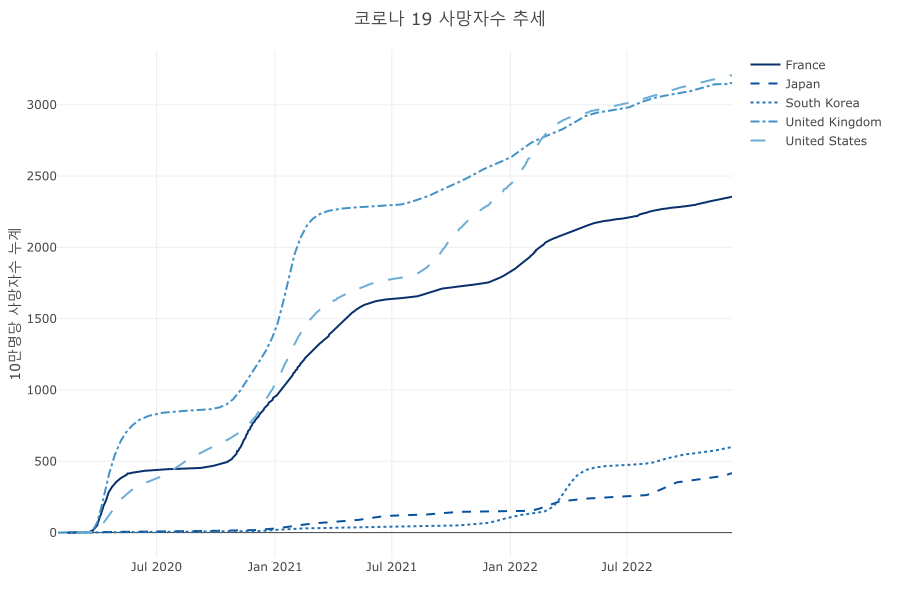 코로나 19 사망자수 추세
10만명당 사망자수 누계
3000
2500
2000
1500
1000
500
0
Jul 2020
Jan 2021
Jul 2021
Jan 2022
Jul 2022
France
Japan
South Korea
United Kingdom
United States